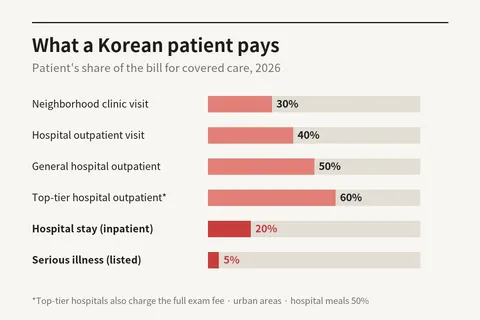 What a Korean patient pays
Patient's share of the bill for covered care, 2026
Neighborhood clinic visit 30%
Hospital outpatient visit 40%
General hospital outpatient 50%
Top-tier hospital outpatient* 60%
Hospital stay (inpatient) 20%
Serious illness (listed) 5%
*Top-tier hospitals also charge the full exam fee · urban areas · hospital meals 50%